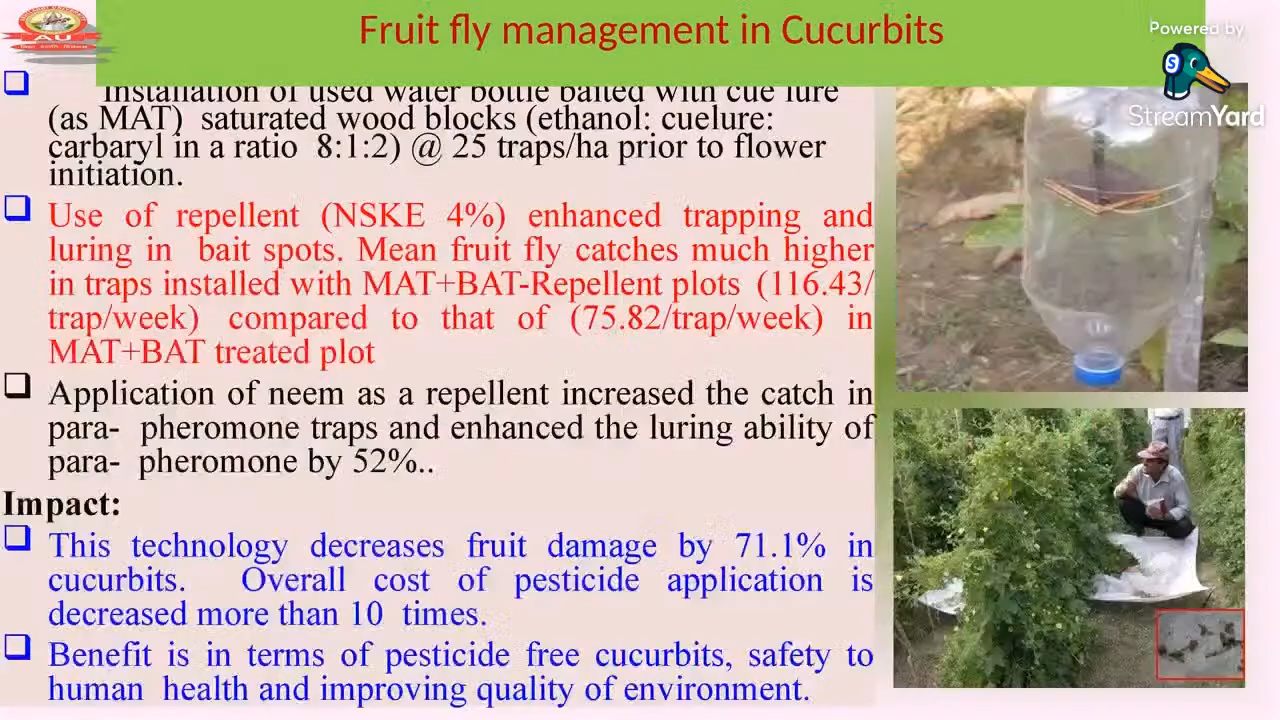 Fruit fly management in Cucurbits
Powered by
StreamYard
AU
Installation of used water bottle baited with cue lure
(as MAT) saturated wood blocks (ethanol: cuelure:
carbaryl in a ratio 8:1:2) @ 25 traps/ha prior to flower
initiation.
Use of repellent (NSKE 4%) enhanced trapping and
luring in bait spots. Mean fruit fly catches much higher
in traps installed with MAT+BAT-Repellent plots (116.43/
trap/week) compared to that of (75.82/trap/week) in
MAT+BAT treated plot
Application of neem as a repellent increased the catch in
para- pheromone traps and enhanced the luring ability of
para- pheromone by 52%..
Impact:
This technology decreases fruit damage by 71.1% in
cucurbits. Overall cost of pesticide application is
decreased more than 10 times.
Benefit is in terms of pesticide free cucurbits, safety to
human health and improving quality of environment.